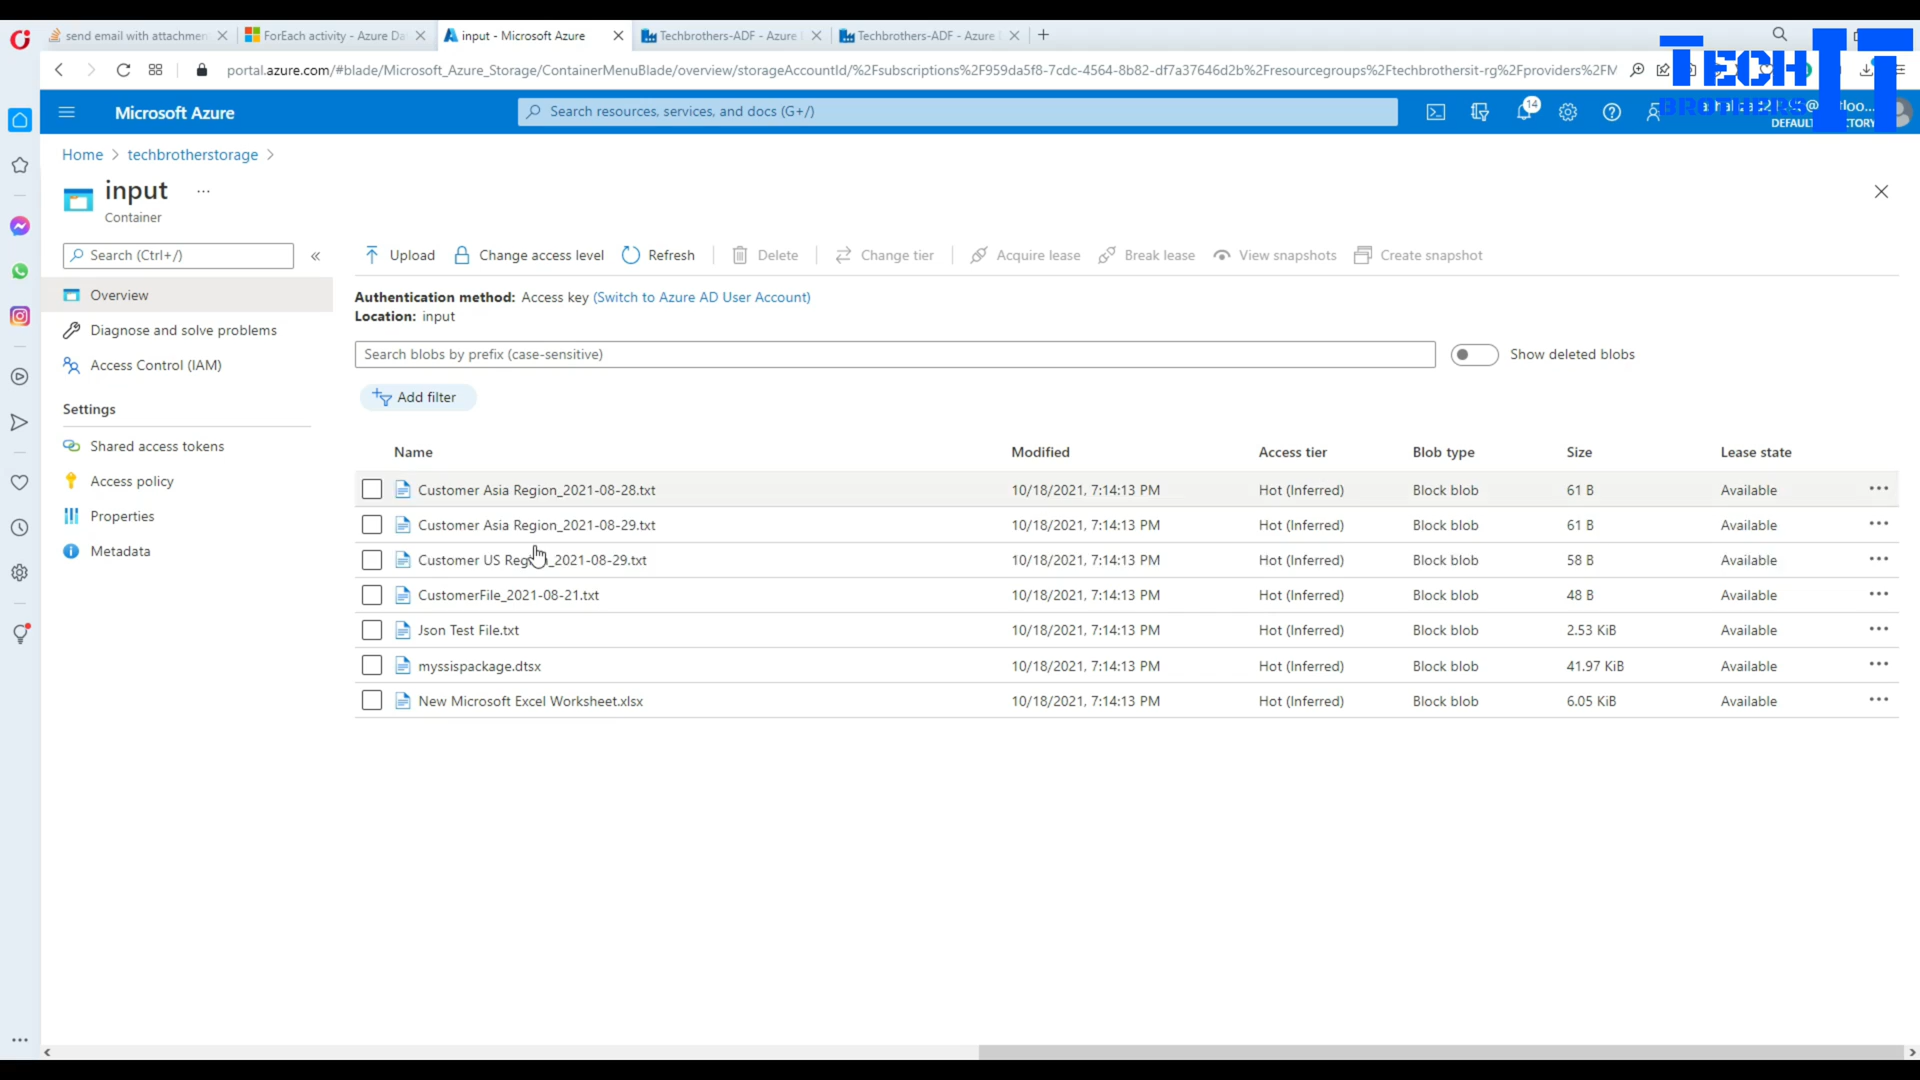 send email with attachmen
ForEach activity - Azure Da
input - Microsoft Azure
Techbrothers-ADF - Azure
Techbrothers-ADF - Azure
portal.azure.com/#blade/Microsoft_Azure_Storage/ContainerMenuBlade/overview/storageAccountId/%2Fsubscriptions%2F959da5f8-7cdc-4564-8b82-df7a37646d2b%2Fresourcegroups%2Ftechbrothersit-rg%2Fproviders%2FM
TECH IT
BROTHERS
Microsoft Azure
Search resources, services, and docs (G+/)
14
Home > techbrotherstorage >
input ...
Container
Search (Ctrl+/)
«
Upload
Change access level
Refresh
Delete
Change tier
Acquire lease
Break lease
View snapshots
Create snapshot
Overview
Diagnose and solve problems
Access Control (IAM)
Settings
Shared access tokens
Access policy
Properties
Metadata
Authentication method: Access key (Switch to Azure AD User Account)
Location: input
Search blobs by prefix (case-sensitive)
Show deleted blobs
Add filter
Name Modified Access tier Blob type Size Lease state
Customer Asia Region_2021-08-28.txt 10/18/2021, 7:14:13 PM Hot (Inferred) Block blob 61 B Available ...
Customer Asia Region_2021-08-29.txt 10/18/2021, 7:14:13 PM Hot (Inferred) Block blob 61 B Available ...
Customer US Region_2021-08-29.txt 10/18/2021, 7:14:13 PM Hot (Inferred) Block blob 58 B Available ...
CustomerFile_2021-08-21.txt 10/18/2021, 7:14:13 PM Hot (Inferred) Block blob 48 B Available ...
Json Test File.txt 10/18/2021, 7:14:13 PM Hot (Inferred) Block blob 2.53 KiB Available ...
myssispackage.dtsx 10/18/2021, 7:14:13 PM Hot (Inferred) Block blob 41.97 KiB Available ...
New Microsoft Excel Worksheet.xlsx 10/18/2021, 7:14:13 PM Hot (Inferred) Block blob 6.05 KiB Available ...